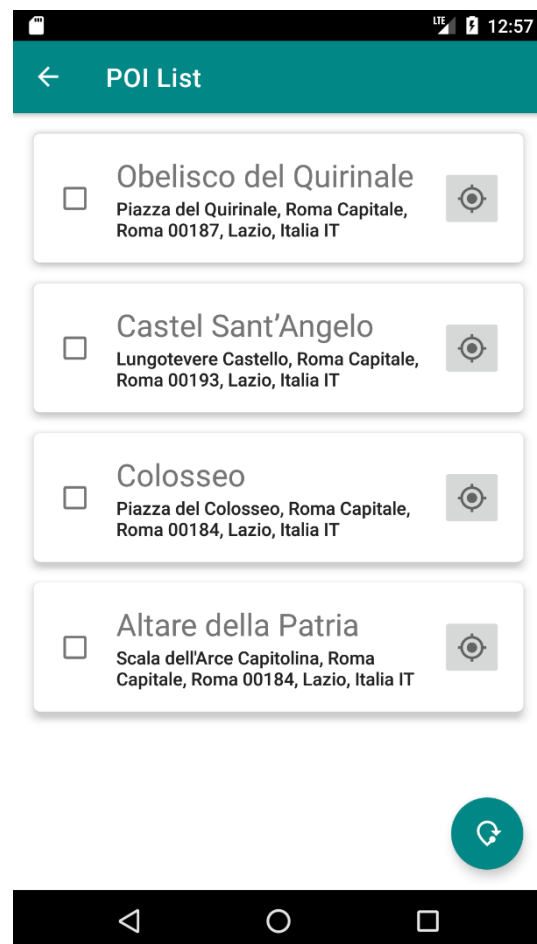 LTE 12:57
POI List
Obelisco del Quirinale
Piazza del Quirinale, Roma Capitale,
Roma 00187, Lazio, Italia IT
Castel Sant’Angelo
Lungotevere Castello, Roma Capitale,
Roma 00193, Lazio, Italia IT
Colosseo
Piazza del Colosseo, Roma Capitale,
Roma 00184, Lazio, Italia IT
Altare della Patria
Scala dell'Arce Capitolina, Roma
Capitale, Roma 00184, Lazio, Italia IT